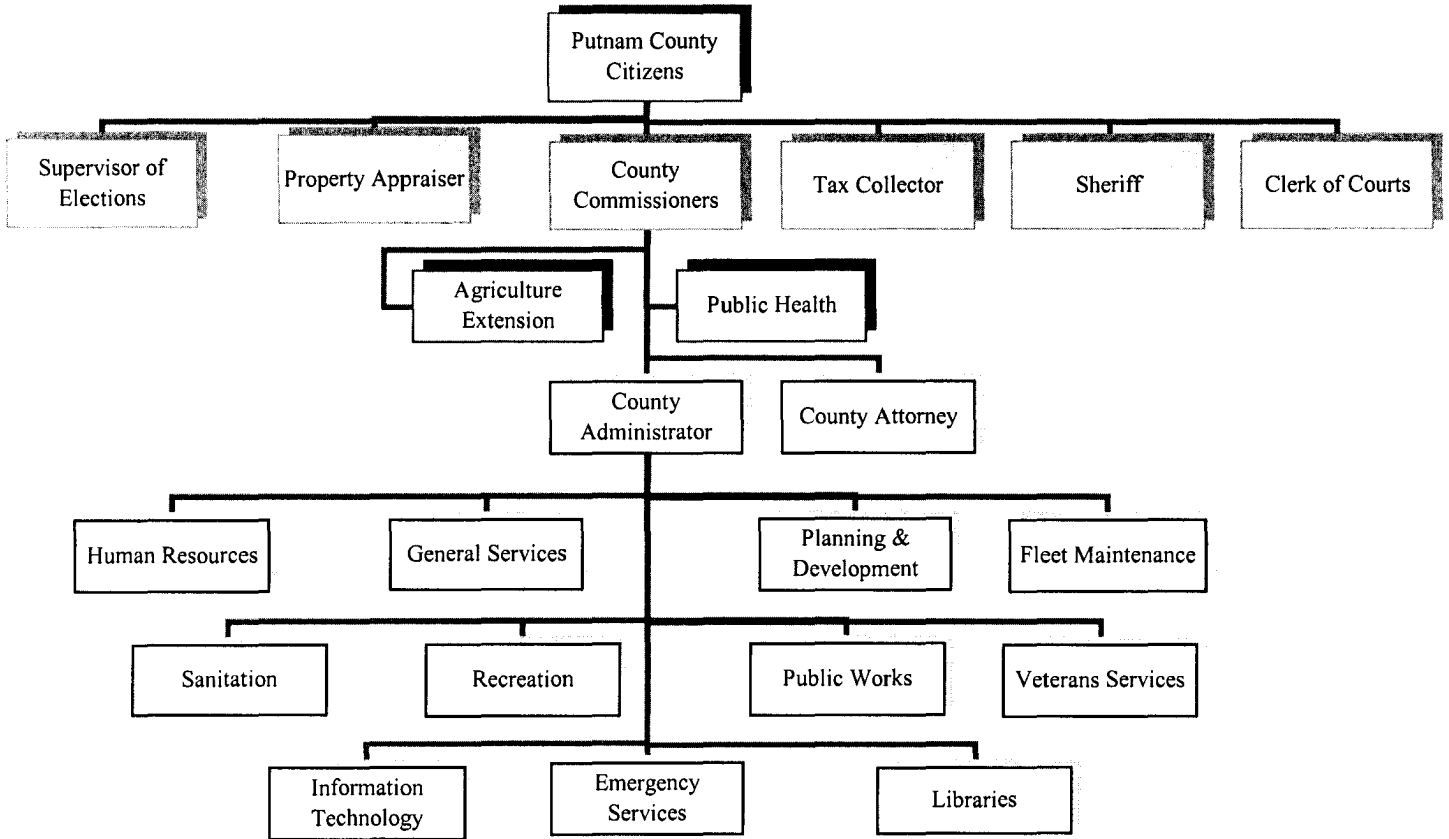 Putnam County
Citizens
Supervisor of
Elections
Property Appraiser
County
Commissioners
Tax Collector
Sheriff
Clerk of Courts
Agriculture
Extension
Public Health
County
Administrator
County Attorney
Human Resources
General Services
Planning &
Development
Fleet Maintenance
Sanitation
Recreation
Public Works
Veterans Services
Information
Technology
Emergency
Services
Libraries